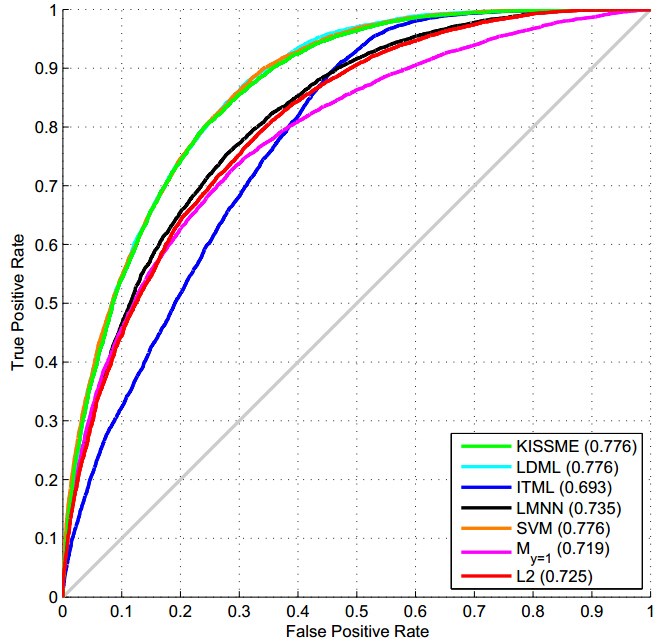 1
0.9
0.8
0.7
0.6
0.5
0.4
0.3
0.2
0.1
0
True Positive Rate
KISSME (0.776)
LDML (0.776)
ITML (0.693)
LMNN (0.735)
SVM (0.776)
My=1 (0.719)
L2 (0.725)
0 0.1 0.2 0.3 0.4 0.5 0.6 0.7 0.8 0.9 1
False Positive Rate